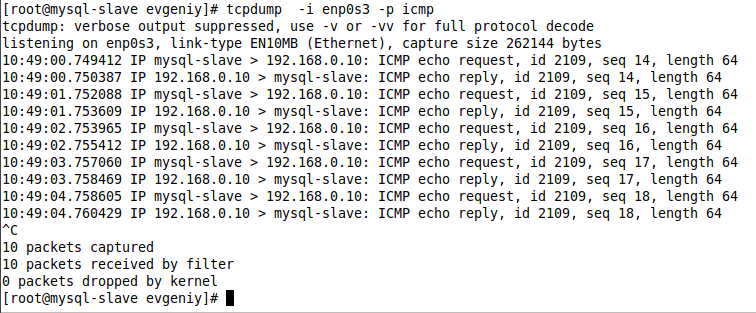 [root@mysql-slave evgeniy]# tcpdump  -i enp0s3 -p icmp
tcpdump: verbose output suppressed, use -v or -vv for full protocol decode
listening on enp0s3, link-type EN10MB (Ethernet), capture size 262144 bytes
10:49:00.749412 IP mysql-slave > 192.168.0.10: ICMP echo request, id 2109, seq 14, length 64
10:49:00.750387 IP 192.168.0.10 > mysql-slave: ICMP echo reply, id 2109, seq 14, length 64
10:49:01.752088 IP mysql-slave > 192.168.0.10: ICMP echo request, id 2109, seq 15, length 64
10:49:01.753609 IP 192.168.0.10 > mysql-slave: ICMP echo reply, id 2109, seq 15, length 64
10:49:02.753965 IP mysql-slave > 192.168.0.10: ICMP echo request, id 2109, seq 16, length 64
10:49:02.755412 IP 192.168.0.10 > mysql-slave: ICMP echo reply, id 2109, seq 16, length 64
10:49:03.757060 IP mysql-slave > 192.168.0.10: ICMP echo request, id 2109, seq 17, length 64
10:49:03.758469 IP 192.168.0.10 > mysql-slave: ICMP echo reply, id 2109, seq 17, length 64
10:49:04.758605 IP mysql-slave > 192.168.0.10: ICMP echo request, id 2109, seq 18, length 64
10:49:04.760429 IP 192.168.0.10 > mysql-slave: ICMP echo reply, id 2109, seq 18, length 64
^C
10 packets captured
10 packets received by filter
0 packets dropped by kernel
[root@mysql-slave evgeniy]#